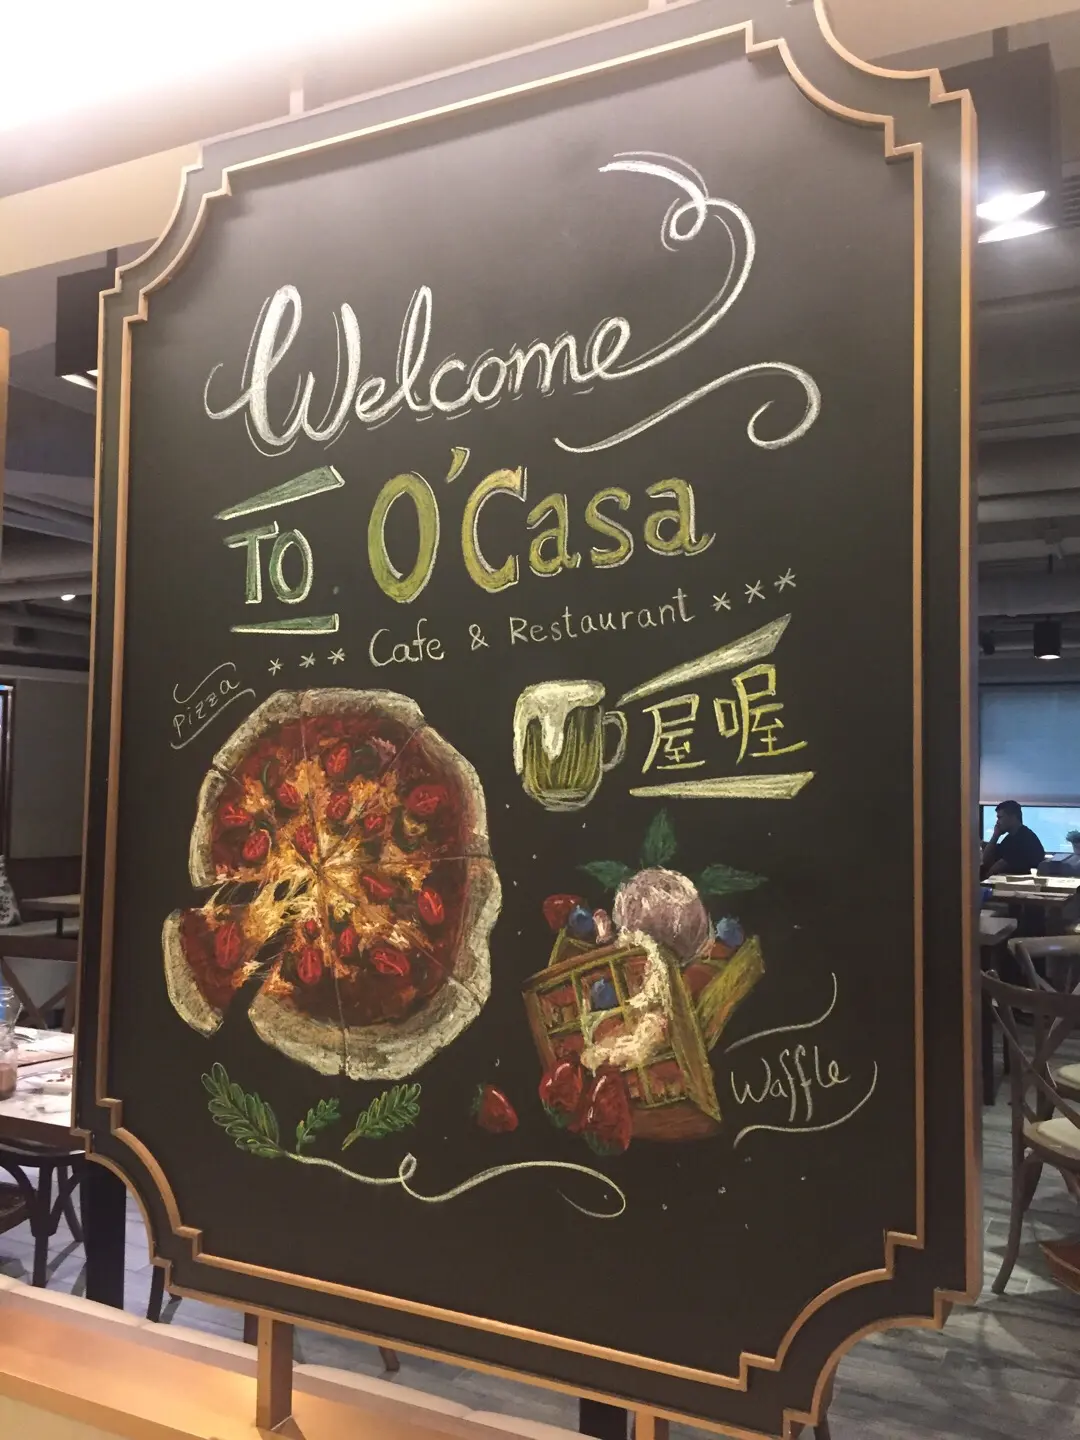 Welcome
TO O'Casa
*** Cafe & Restaurant ***
Pizza
屋喔
Waffle